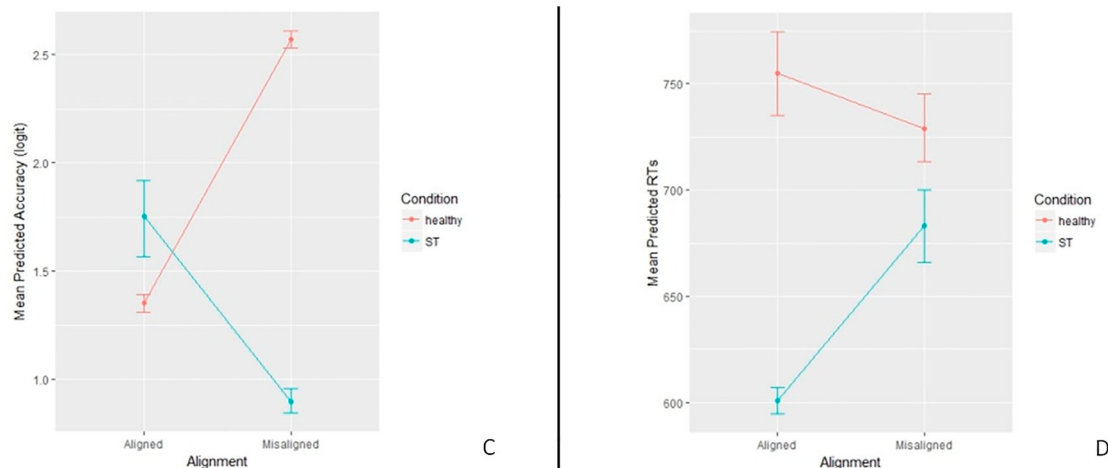 Mean Predicted Accuracy (logit)
2.5
2.0
1.5
1.0
Aligned Misaligned
Alignment
Condition
healthy
ST
C
Mean Predicted RTs
750
700
650
600
Aligned Misaligned
Alignment
Condition
healthy
ST
D